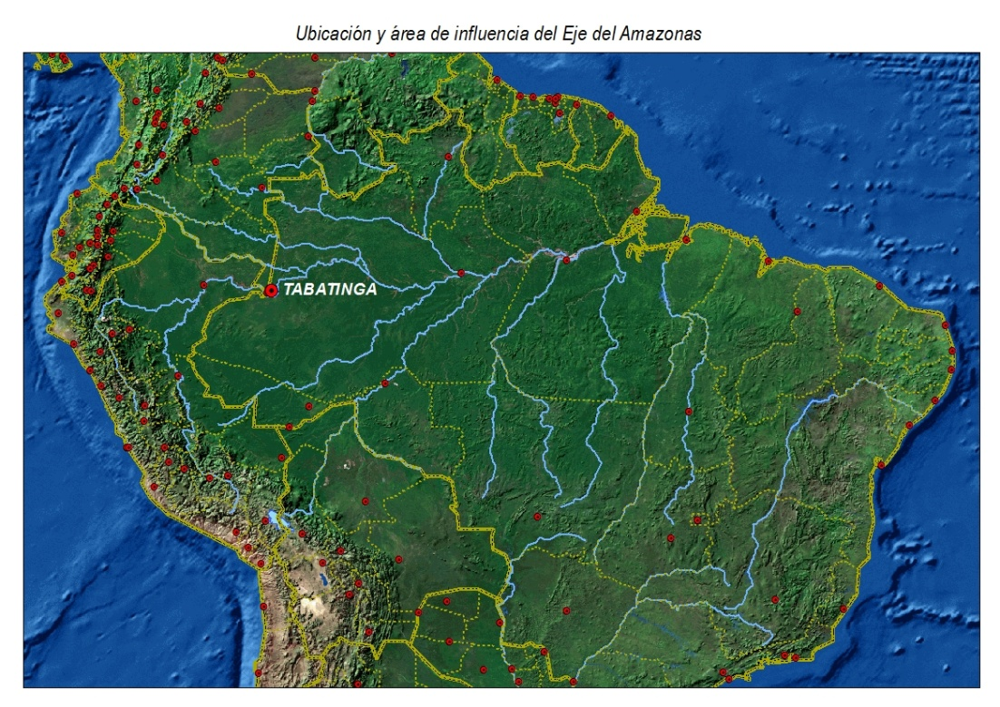 Ubicación y área de influencia del Eje del Amazonas
TABATINGA